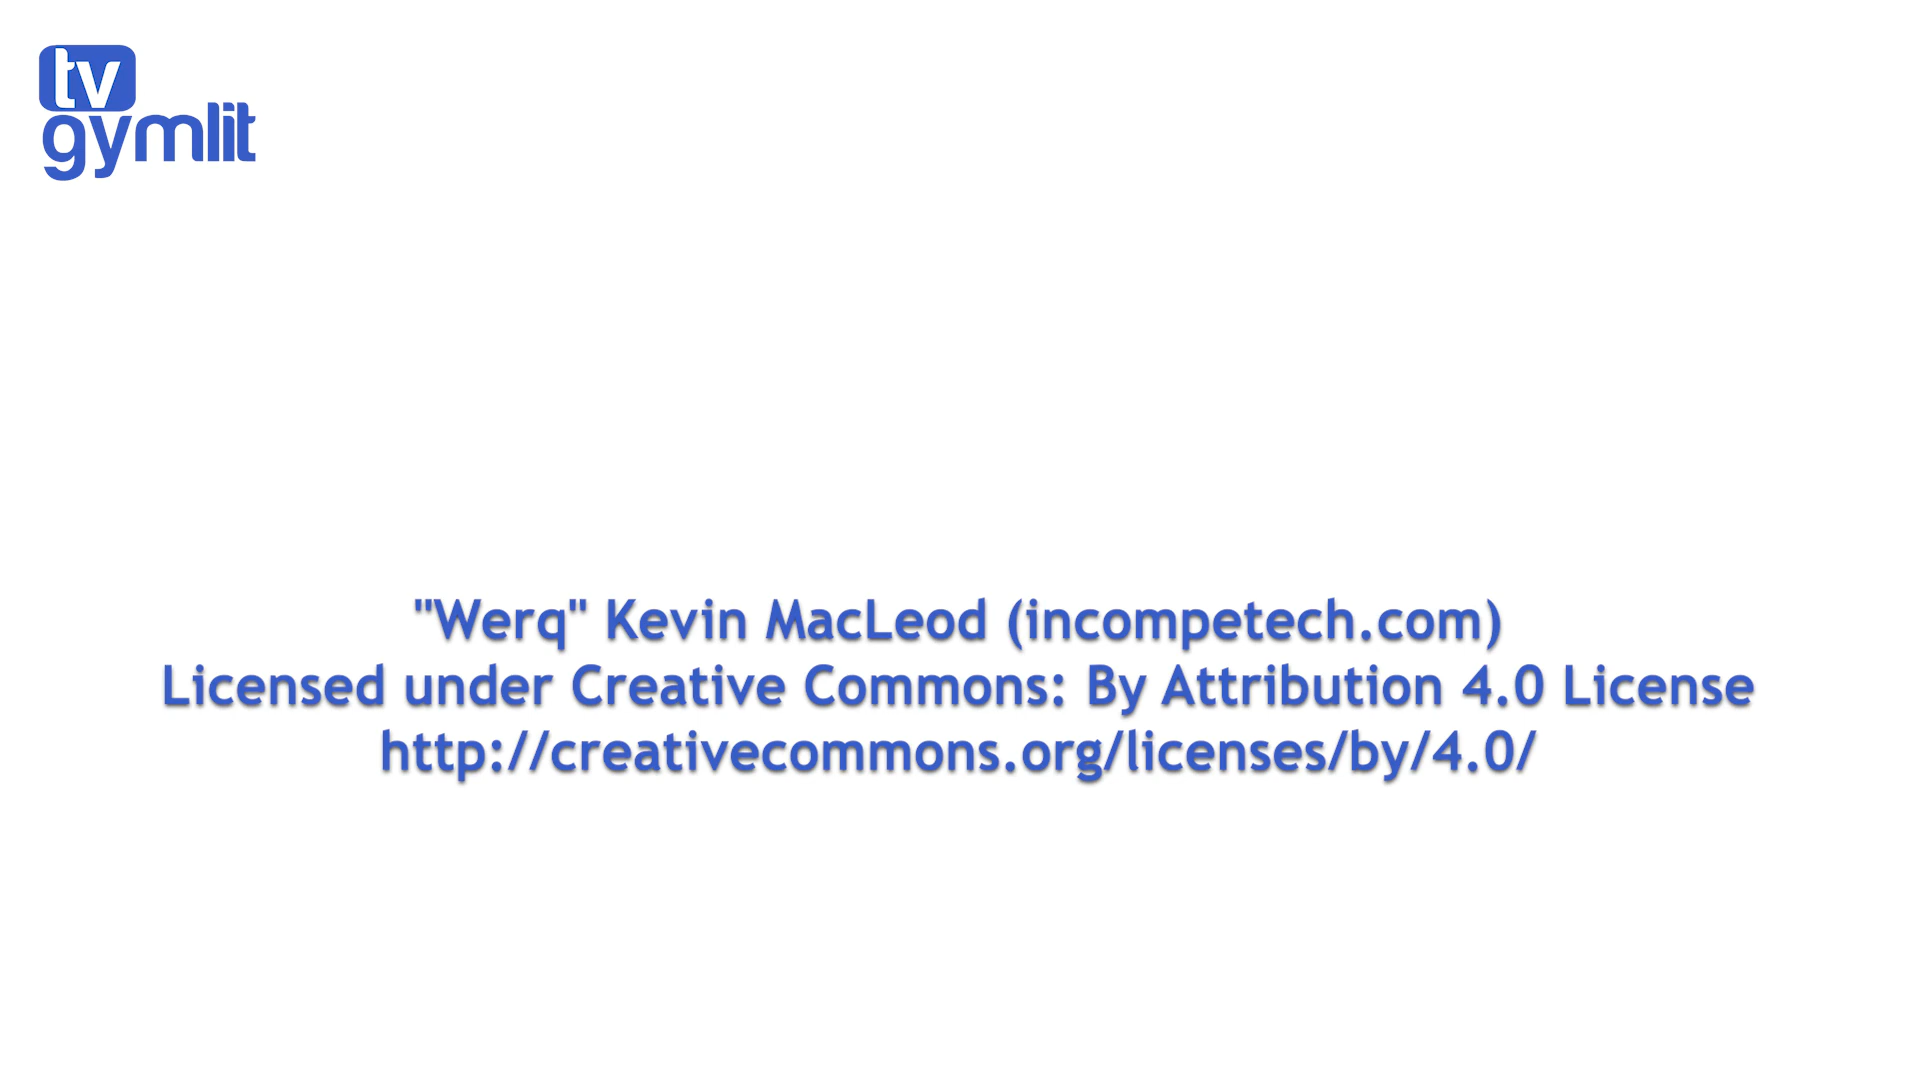 tv
gymlit
"Werq" Kevin MacLeod (incompetech.com)
Licensed under Creative Commons: By Attribution 4.0 License
http://creativecommons.org/licenses/by/4.0/